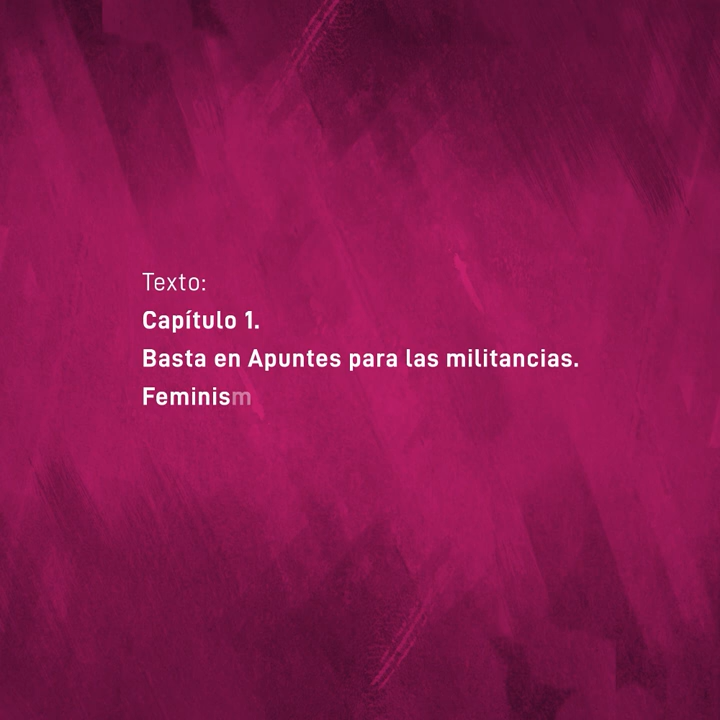 Texto:
Capítulo 1.
Basta en Apuntes para las militancias.
Feminism